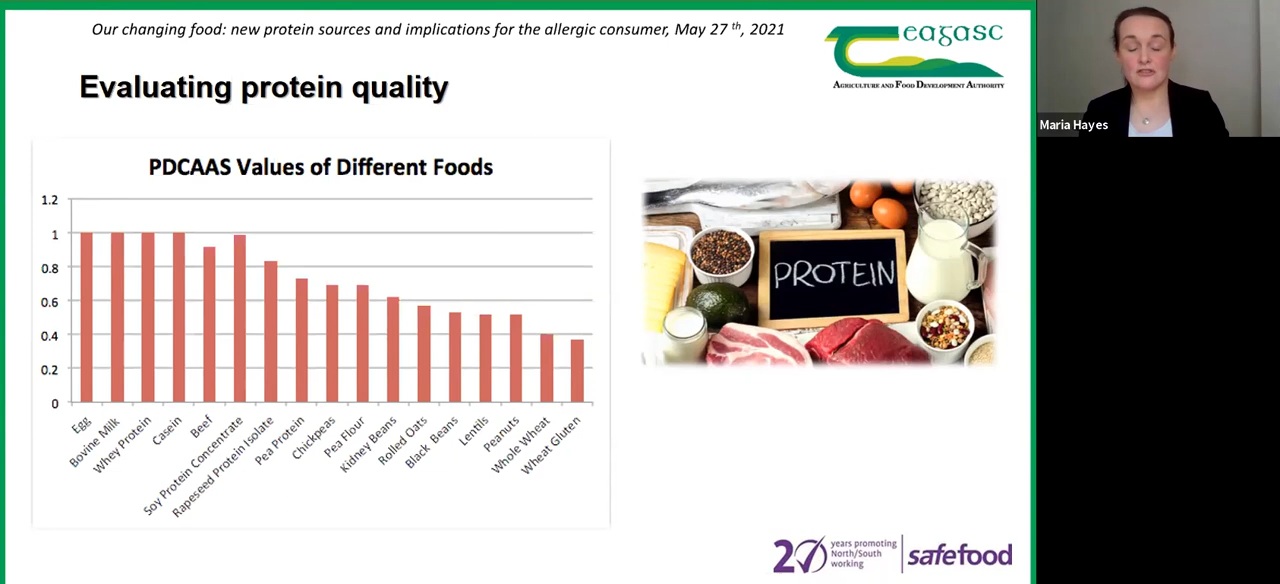 Our changing food: new protein sources and implications for the allergic consumer, May 27 th, 2021
eagasc
AGRICULTURE AND FOOD DEVELOPMENT AUTHORITY
Evaluating protein quality
Maria Hayes
PDCAAS Values of Different Foods
1.2
1
0.8
0.6
0.4
0.2
0
Egg
Bovine Milk
Whey Protein
Casein
Beef
Soy Protein Concentrate
Rapeseed Protein Isolate
Pea Protein
Chickpeas
Pea Flour
Kidney Beans
Rolled Oats
Black Beans
Lentils
Peanuts
Whole Wheat
Wheat Gluten
PROTEIN
20
years promoting
North/South
working
safefood